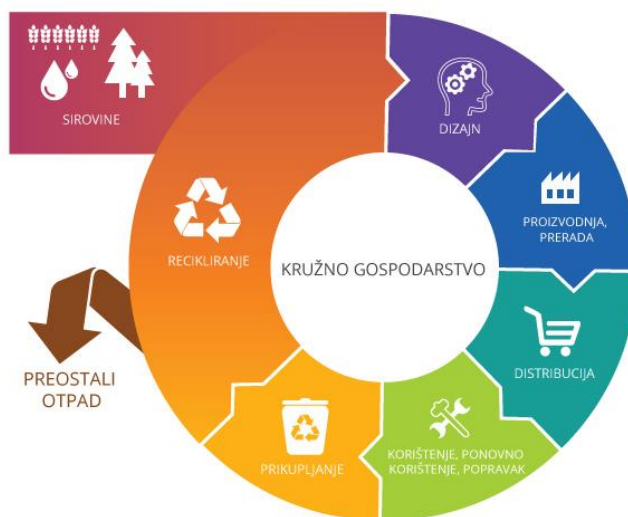 SIROVINE
DIZAJN
PROIZVODNJA,
PRERADA
DISTRIBUCIJA
KORIŠTENJE, PONOVNO
KORIŠTENJE, POPRAVAK
PRIKUPLJANJE
RECIKLIRANJE
PREOSTALI
OTPAD
KRUŽNO GOSPODARSTVO